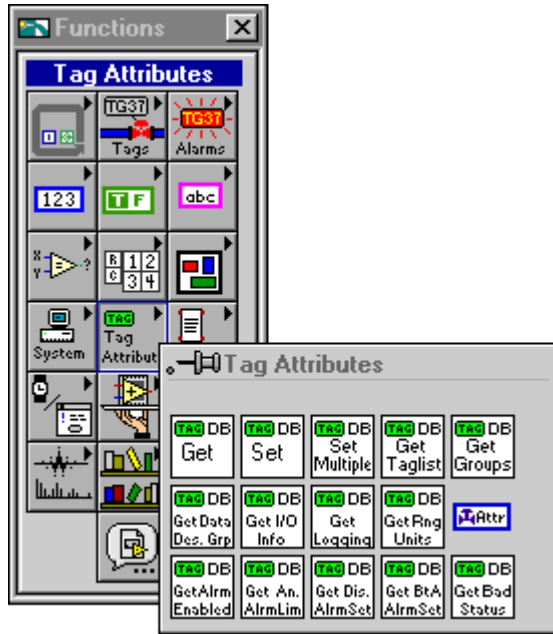 Functions
Tag Attributes
TG37
TG37
Tags
Alarms
123
T F
abc
X
Y
?
R 1 2
C 3 4
TAG
System
Tag
Attribut
Tag Attributes
TAG DB TAG DB TAG DB TAG DB TAG DB
Get Set Set Get Get
Multiple Taglist Groups
TAG DB TAG DB TAG DB TAG DB
Get Data Get I/O Get Get Rng Attr
Des. Grp Info Logging Units
TAG DB TAG DB TAG DB TAG DB TAG DB
GetAlrm Get An. Get Dis. Get BtA Get Bad
Enabled AlrmLim AlrmSet AlrmSet Status